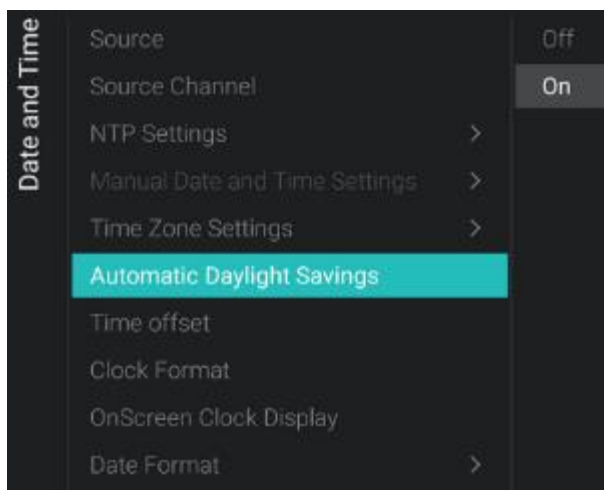 Date and Time
Source
Source Channel
NTP Settings
Manual Date and Time Settings
Time Zone Settings
Automatic Daylight Savings
Time offset
Clock Format
OnScreen Clock Display
Date Format
Off
On